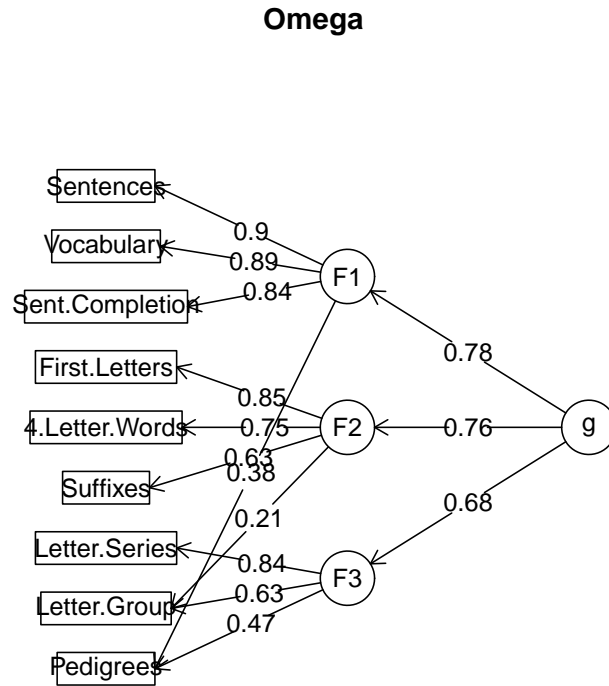 Omega
Sentences
0.9
Vocabulary
0.89
F1
Sent.Completion
0.84
0.78
First.Letters
0.85
4.Letter.Words
0.75
F2
0.76
g
0.63
0.38
Suffixes
0.68
0.21
Letter.Series
0.84
F3
Letter.Group
0.63
0.47
Pedigrees